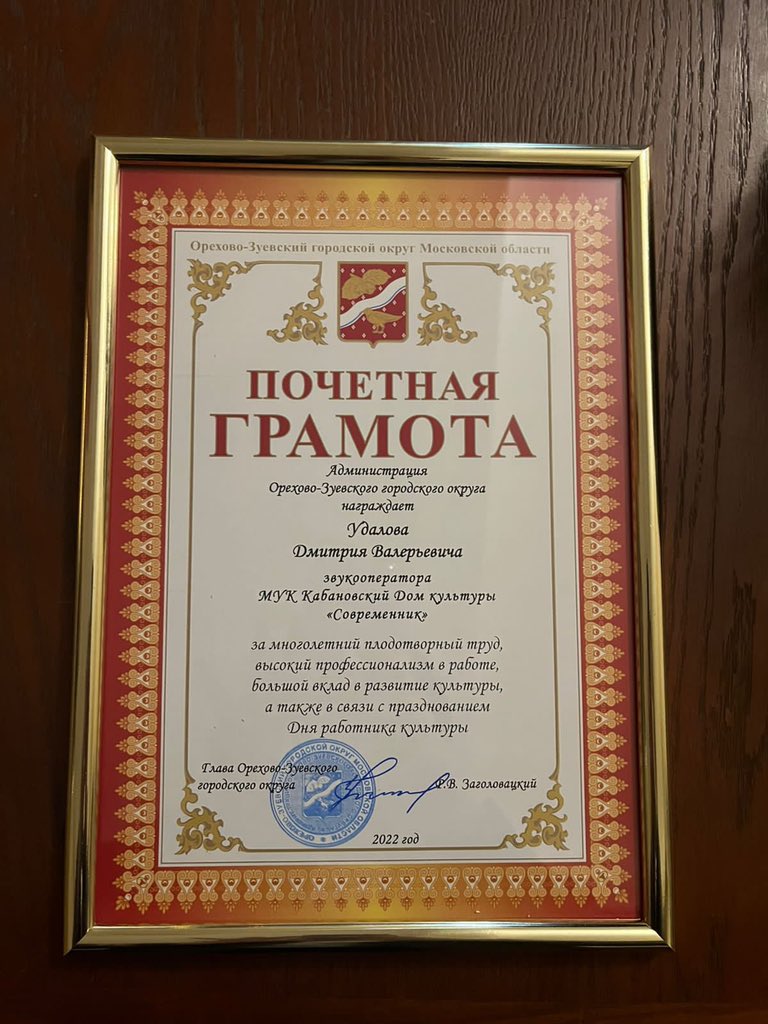 Орехово-Зуевский городской округ Московской области
ПОЧЕТНАЯ
ГРАМОТА
Администрация
Орехово-Зуевского городского округа
награждает
Удалова
Дмитрия Валерьевича
звукооператора
МУК Кабановский Дом культуры
«Современник»
за многолетний плодотворный труд,
высокий профессионализм в работе,
большой вклад в развитие культуры,
а также в связи с празднованием
Дня работника культуры
Глава Орехово-Зуевского
городского округа
Р.В. Заголовацкий
2022 год